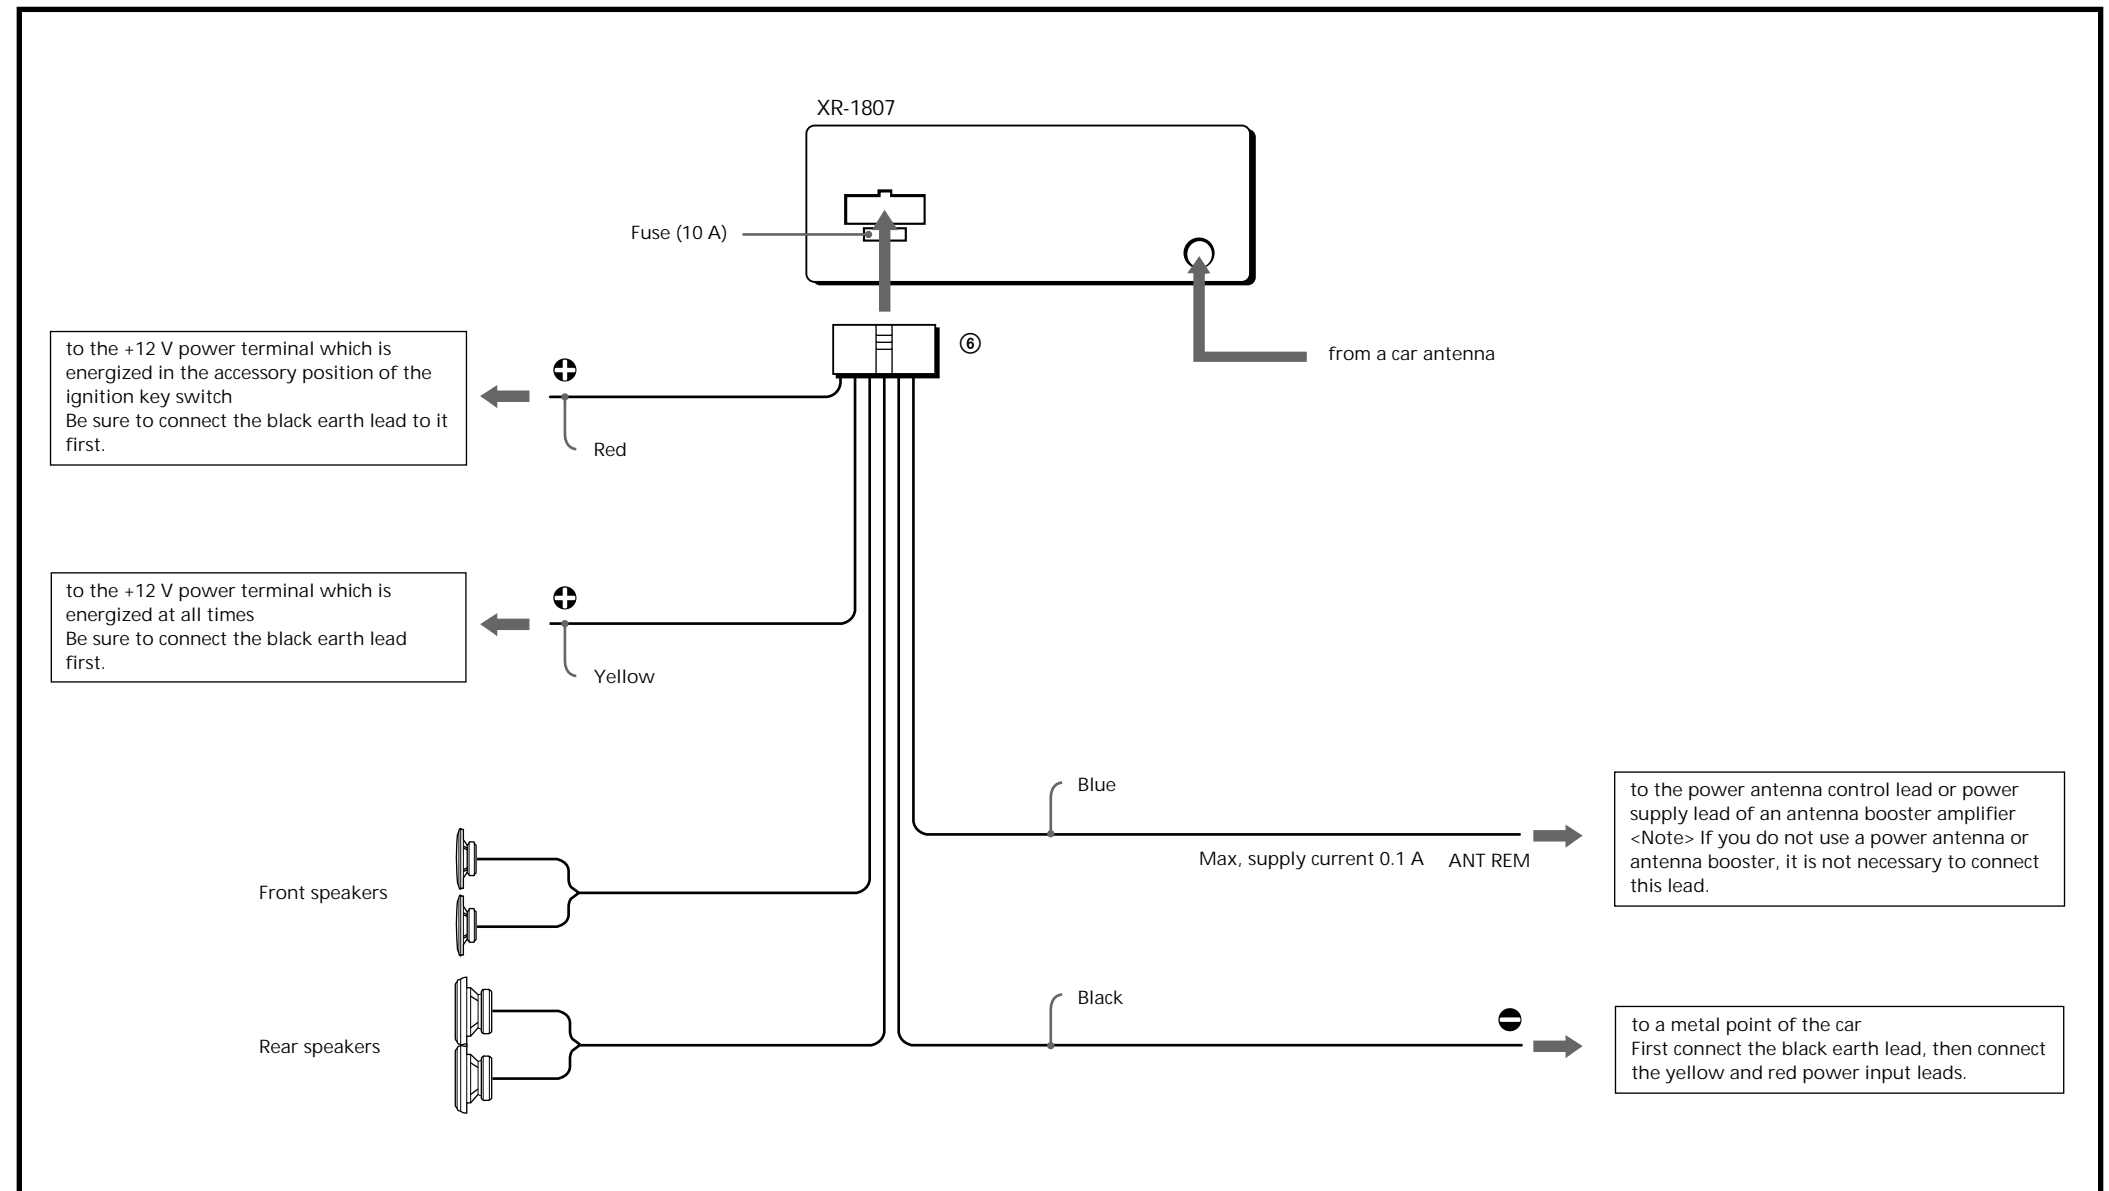 XR-1807
Fuse (10 A)
⑥
from a car antenna
to the +12 V power terminal which is
energized in the accessory position of the
ignition key switch
Be sure to connect the black earth lead to it
first.
Red
to the +12 V power terminal which is
energized at all times
Be sure to connect the black earth lead
first.
Yellow
Blue
Max, supply current 0.1 A ANT REM
to the power antenna control lead or power
supply lead of an antenna booster amplifier
<Note> If you do not use a power antenna or
antenna booster, it is not necessary to connect
this lead.
Front speakers
Black
Rear speakers
to a metal point of the car
First connect the black earth lead, then connect
the yellow and red power input leads.